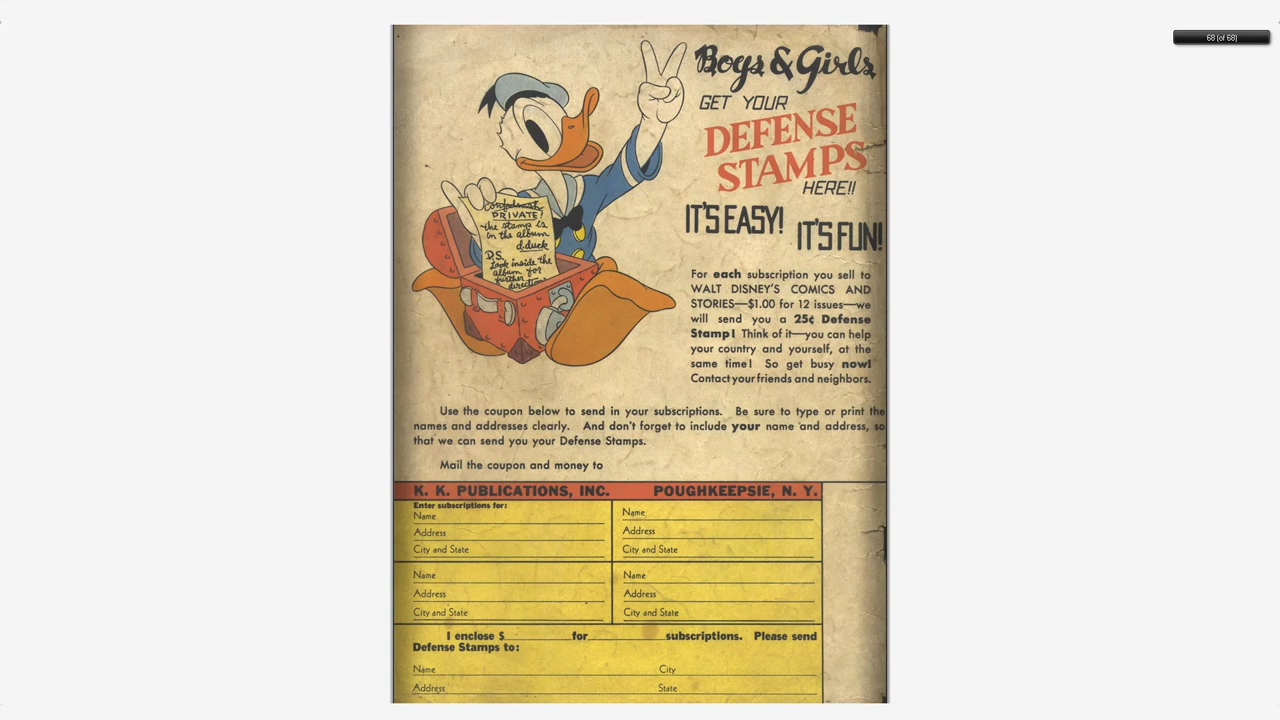 68 (of 68)
Boys & Girls
GET YOUR
DEFENSE
STAMPS
HERE!!
IT'S EASY! IT'S FUN!
Confidensh
PRIVATE!
the stamp is
in the album
d.duck
P.S.
Look inside the
album for
further
directions
For each subscription you sell to
WALT DISNEY'S COMICS AND
STORIES—$1.00 for 12 issues—we
will send you a 25¢ Defense
Stamp! Think of it—you can help
your country and yourself, at the
same time! So get busy now!
Contact your friends and neighbors.
Use the coupon below to send in your subscriptions. Be sure to type or print the
names and addresses clearly. And don't forget to include your name and address, so
that we can send you your Defense Stamps.
Mail the coupon and money to
K. K. PUBLICATIONS, INC. POUGHKEEPSIE, N. Y.
Enter subscriptions for:
Name
Address
City and State
Name
Address
City and State
Name
Address
City and State
Name
Address
City and State
I enclose $ for subscriptions. Please send
Defense Stamps to:
Name City
Address State